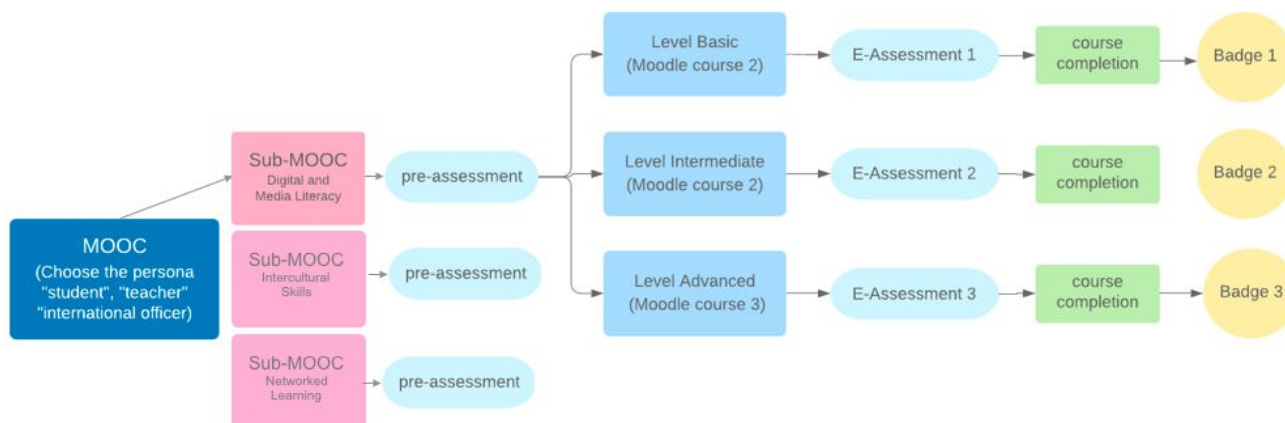 MOOC
(Choose the persona
"student", "teacher"
"international officer)
Sub-MOOC
Digital and
Media Literacy
pre-assessment
Sub-MOOC
Intercultural
Skills
pre-assessment
Sub-MOOC
Networked
Learning
pre-assessment
Level Basic
(Moodle course 2)
E-Assessment 1
course
completion
Badge 1
Level Intermediate
(Moodle course 2)
E-Assessment 2
course
completion
Badge 2
Level Advanced
(Moodle course 3)
E-Assessment 3
course
completion
Badge 3